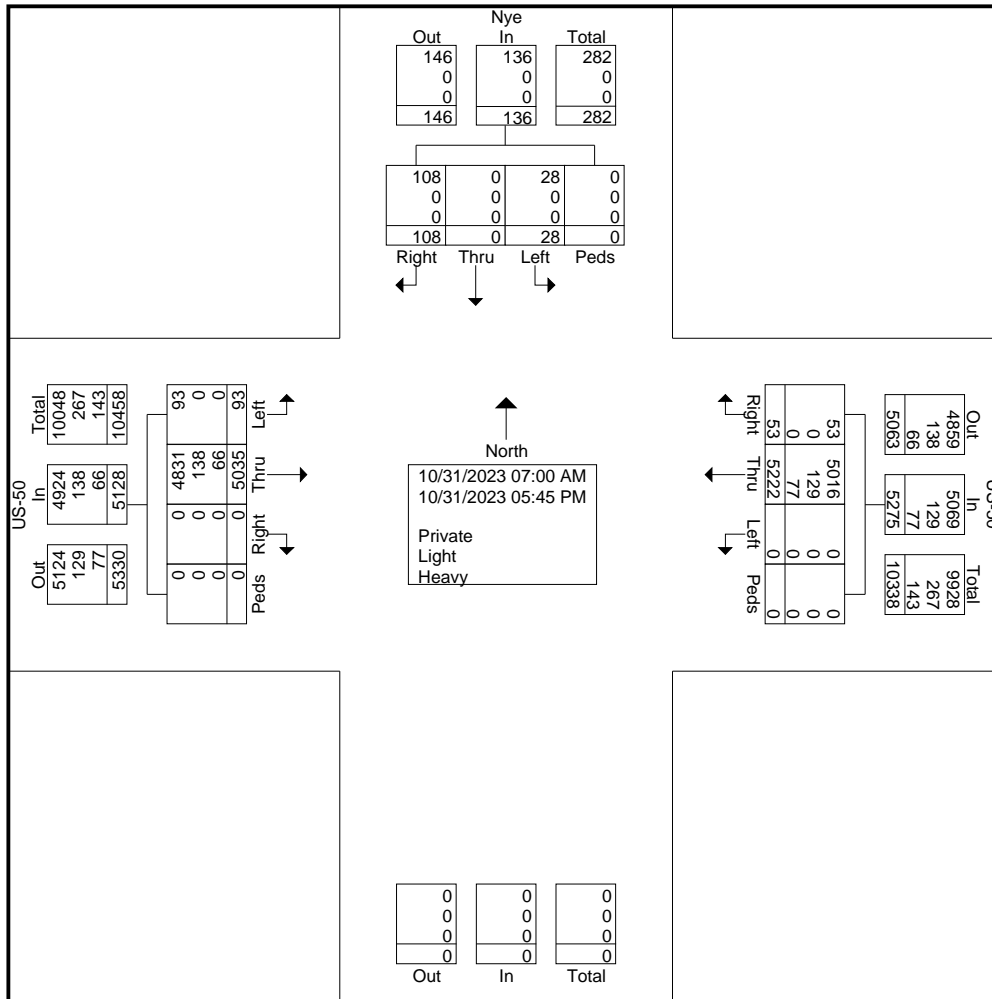 Nye
Out In Total
146 136 282
0 0 0
0 0 0
146 136 282
108 0 28 0
0 0 0 0
0 0 0 0
108 0 28 0
Right Thru Left Peds
US-50
Total
10048
267
143
10458
In
4924
138
66
5128
Out
5124
129
77
5330
93
0
0
93
Left
4831
138
66
5035
Thru
0
0
0
0
Right
0
0
0
0
Peds
North
10/31/2023 07:00 AM
10/31/2023 05:45 PM
Private
Light
Heavy
Right
53
0
0
53
Thru
5016
129
77
5222
Left
0
0
0
0
Peds
0
0
0
0
US-50
Out
4859
138
66
5063
In
5069
129
77
5275
Total
9928
267
143
10338
0 0 0
0 0 0
0 0 0
0 0 0
Out In Total